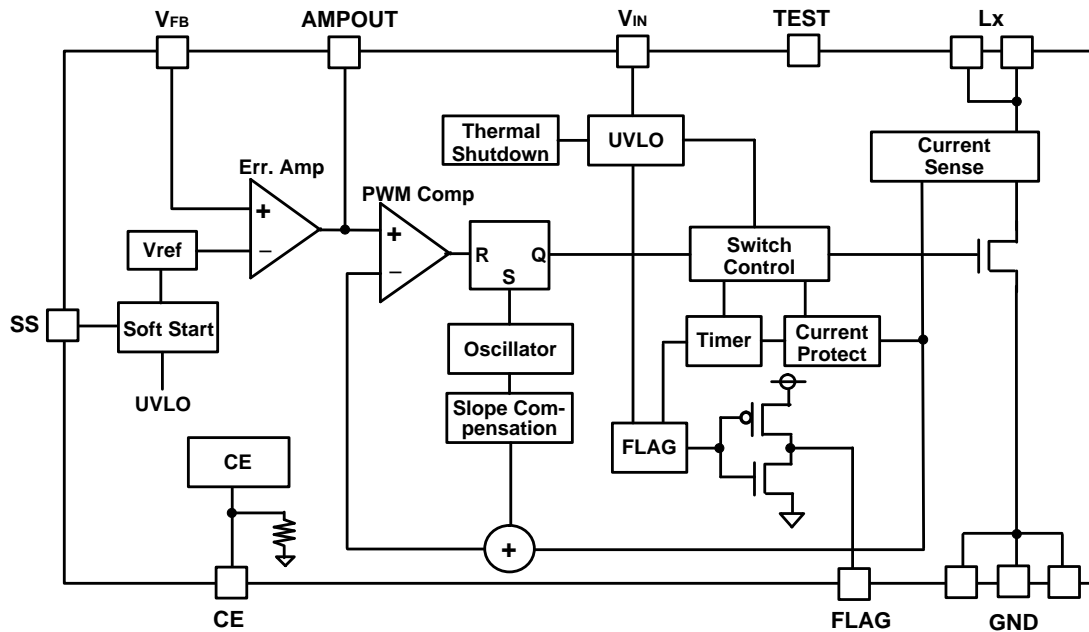 VFB
AMPOUT
VIN
TEST
Lx
Thermal
Shutdown
UVLO
Current
Sense
Err. Amp
PWM Comp
+
−
+
−
Vref
R
Q
S
Switch
Control
SS
Soft Start
Oscillator
Timer
Current
Protect
UVLO
Slope Com-
pensation
FLAG
CE
+
CE
FLAG
GND